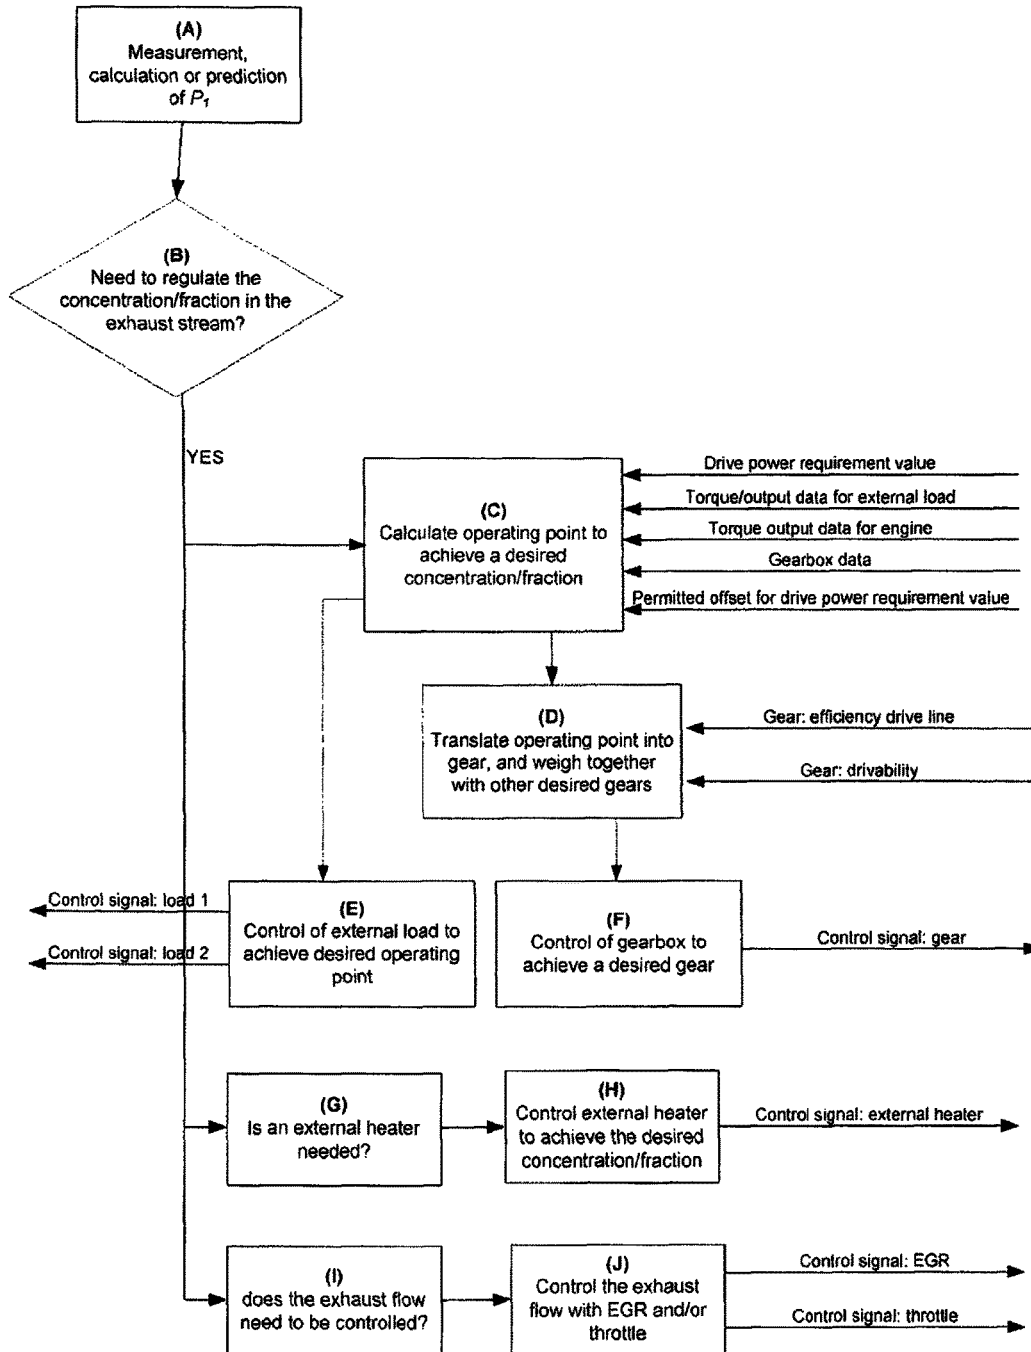 (A)
Measurement,
calculation or prediction
of P₁
(B)
Need to regulate the
concentration/fraction in the
exhaust stream?
YES
(C)
Calculate operating point to
achieve a desired
concentration/fraction
Drive power requirement value
Torque/output data for external load
Torque output data for engine
Gearbox data
Permitted offset for drive power requirement value
(D)
Translate operating point into
gear, and weigh together
with other desired gears
Gear: efficiency drive line
Gear: drivability
Control signal: load 1
Control signal: load 2
(E)
Control of external load to
achieve desired operating
point
(F)
Control of gearbox to
achieve a desired gear
Control signal: gear
(G)
Is an external heater
needed?
(H)
Control external heater
to achieve the desired
concentration/fraction
Control signal: external heater
(I)
does the exhaust flow
need to be controlled?
(J)
Control the exhaust
flow with EGR and/or
throttle
Control signal: EGR
Control signal: throttle